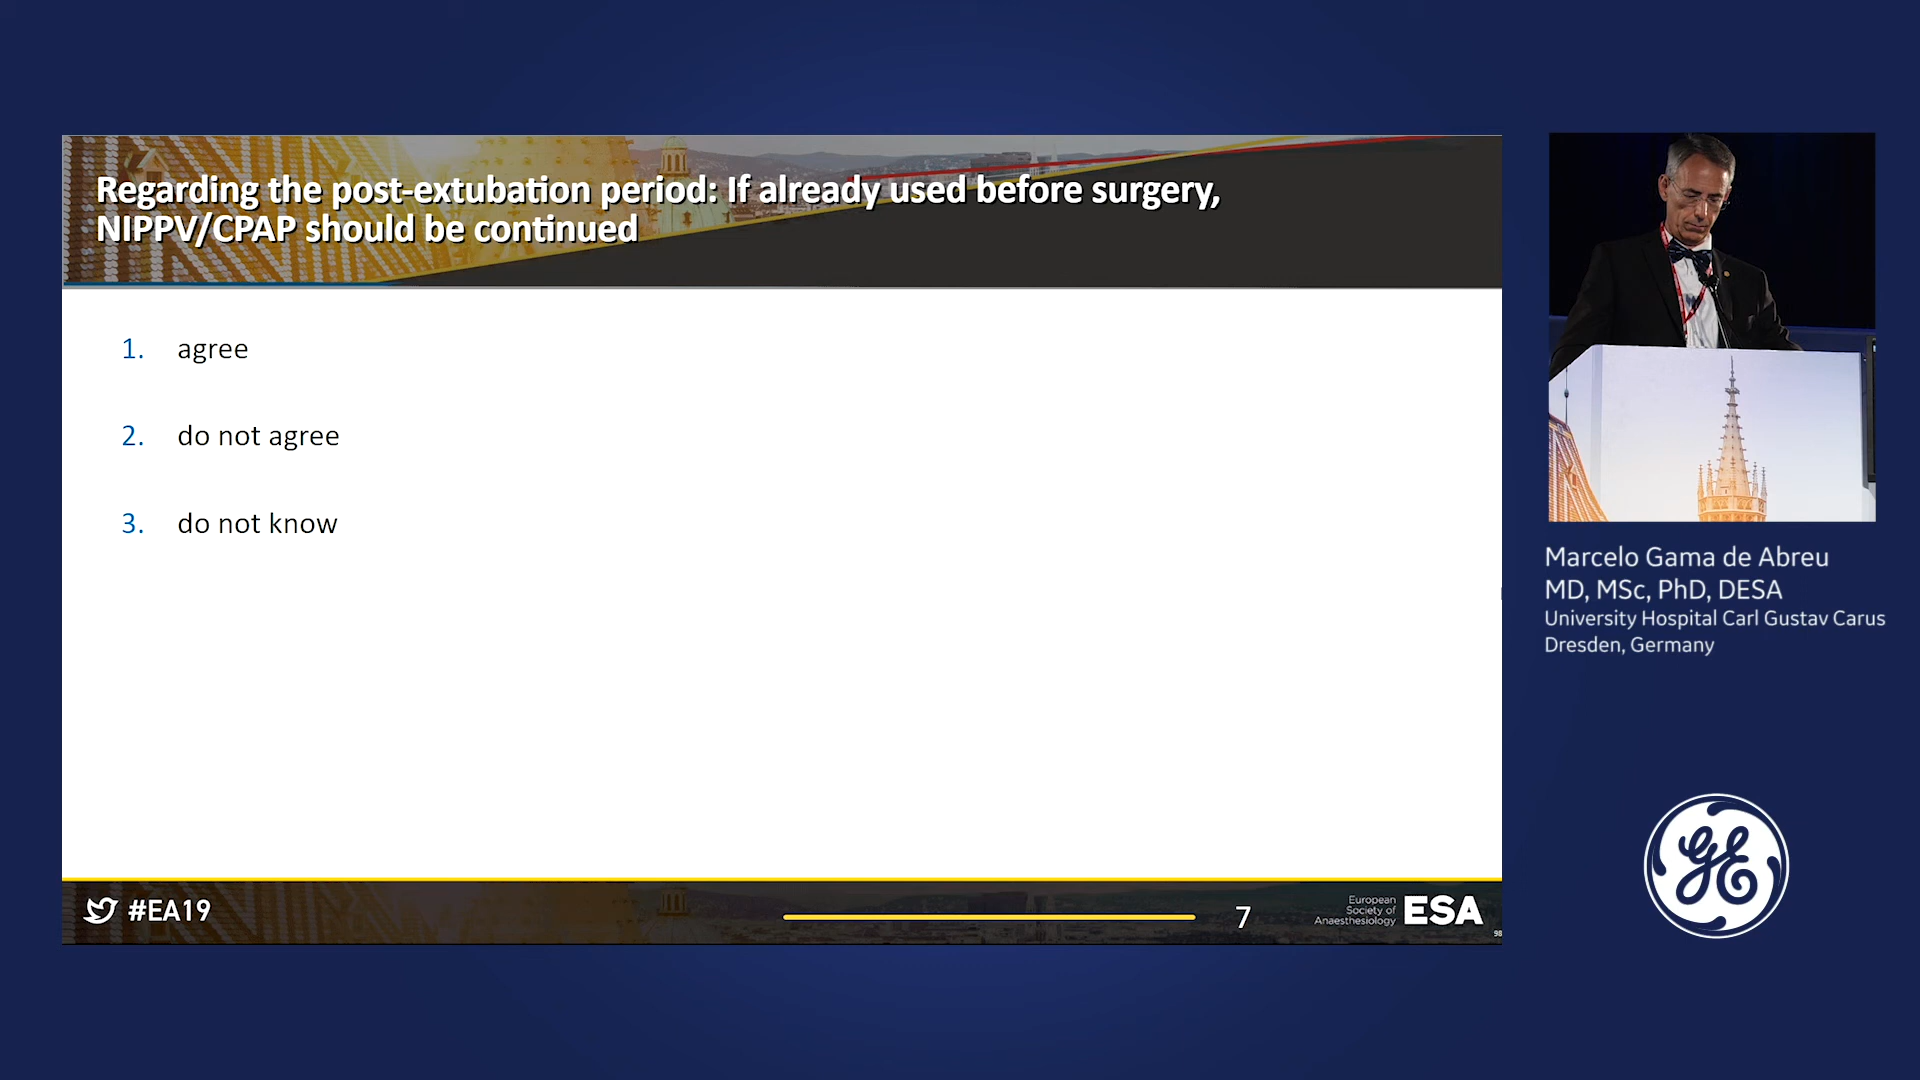 Regarding the post-extubation period: If already used before surgery,
NIPPV/CPAP should be continued
1. agree
2. do not agree
3. do not know
#EA19
7
European
Society of
Anaesthesiology
ESA
98
Marcelo Gama de Abreu
MD, MSc, PhD, DESA
University Hospital Carl Gustav Carus
Dresden, Germany
GE